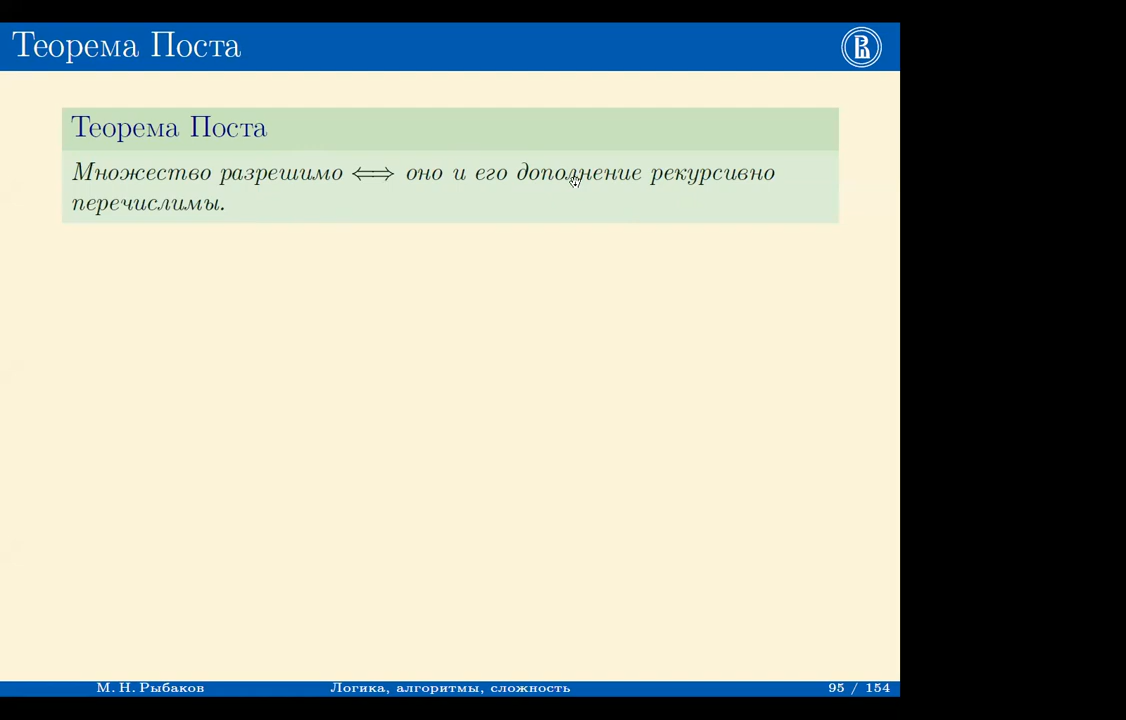 Теорема Поста
Теорема Поста
Множество разрешимо ⟺ оно и его дополнение рекурсивно
перечислимы.
М. Н. Рыбаков Логика, алгоритмы, сложность 95 / 154